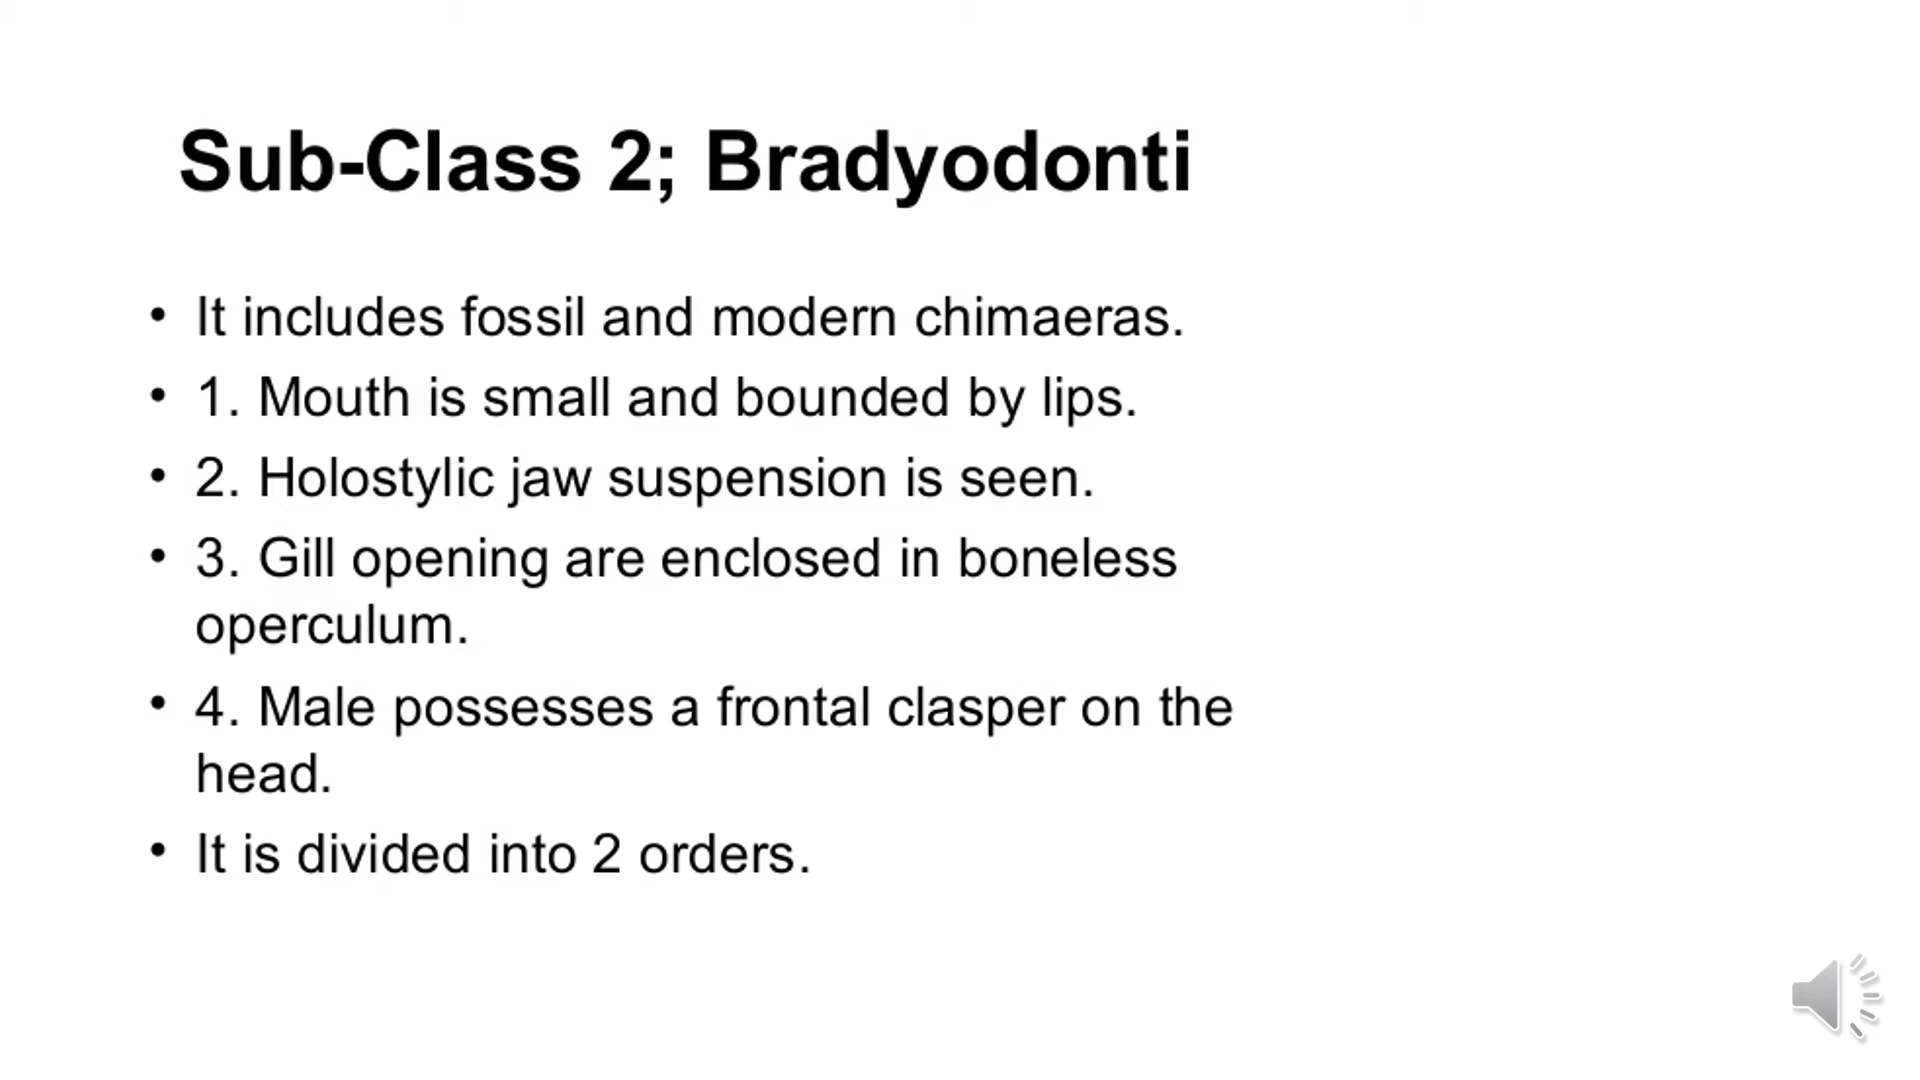 Sub-Class 2; Bradyodonti
• It includes fossil and modern chimaeras.
• 1. Mouth is small and bounded by lips.
• 2. Holostylic jaw suspension is seen.
• 3. Gill opening are enclosed in boneless
operculum.
• 4. Male possesses a frontal clasper on the
head.
• It is divided into 2 orders.